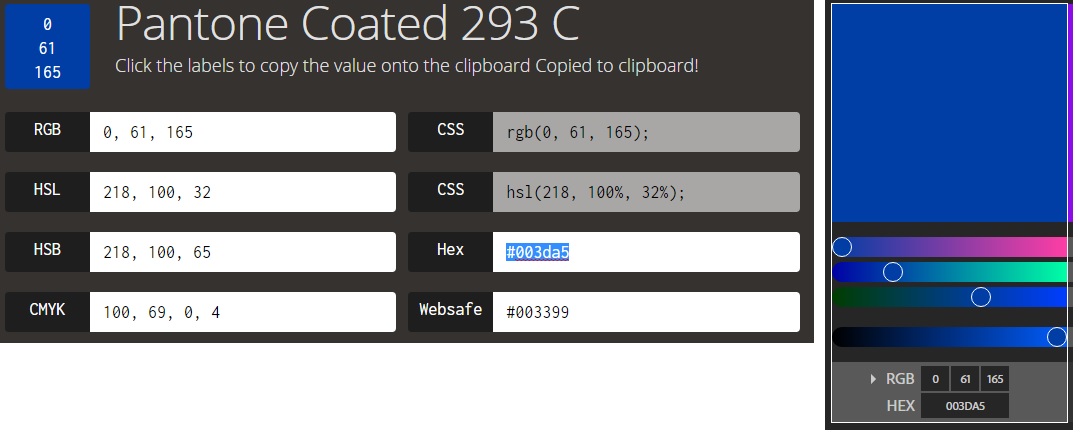 0
61
165
Pantone Coated 293 C
Click the labels to copy the value onto the clipboard Copied to clipboard!
RGB 0, 61, 165 CSS rgb(0, 61, 165);
HSL 218, 100, 32 CSS hsl(218, 100%, 32%);
HSB 218, 100, 65 Hex #003da5
CMYK 100, 69, 0, 4 Websafe #003399
RGB 0 61 165
HEX 003DA5